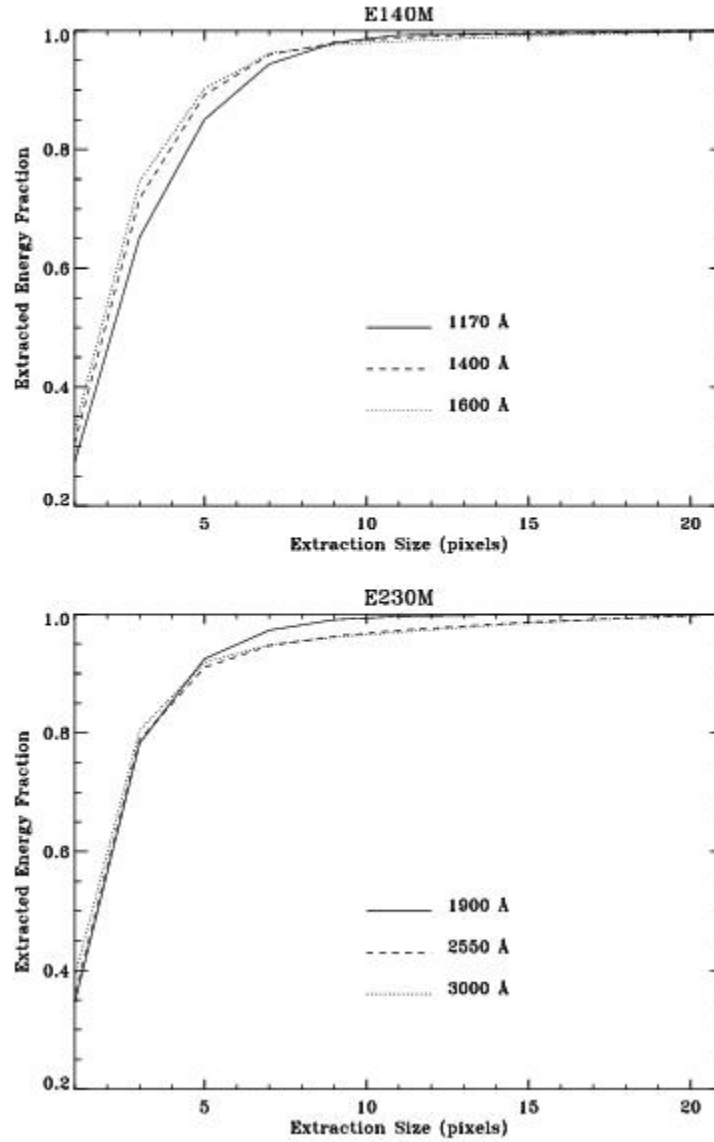 E140M
1.0
0.8
0.6
0.4
0.2
Extracted Energy Fraction
1170 Å
1400 Å
1600 Å
5 10 15 20
Extraction Size (pixels)
E230M
1.0
0.8
0.6
0.4
0.2
Extracted Energy Fraction
1900 Å
2550 Å
3000 Å
5 10 15 20
Extraction Size (pixels)